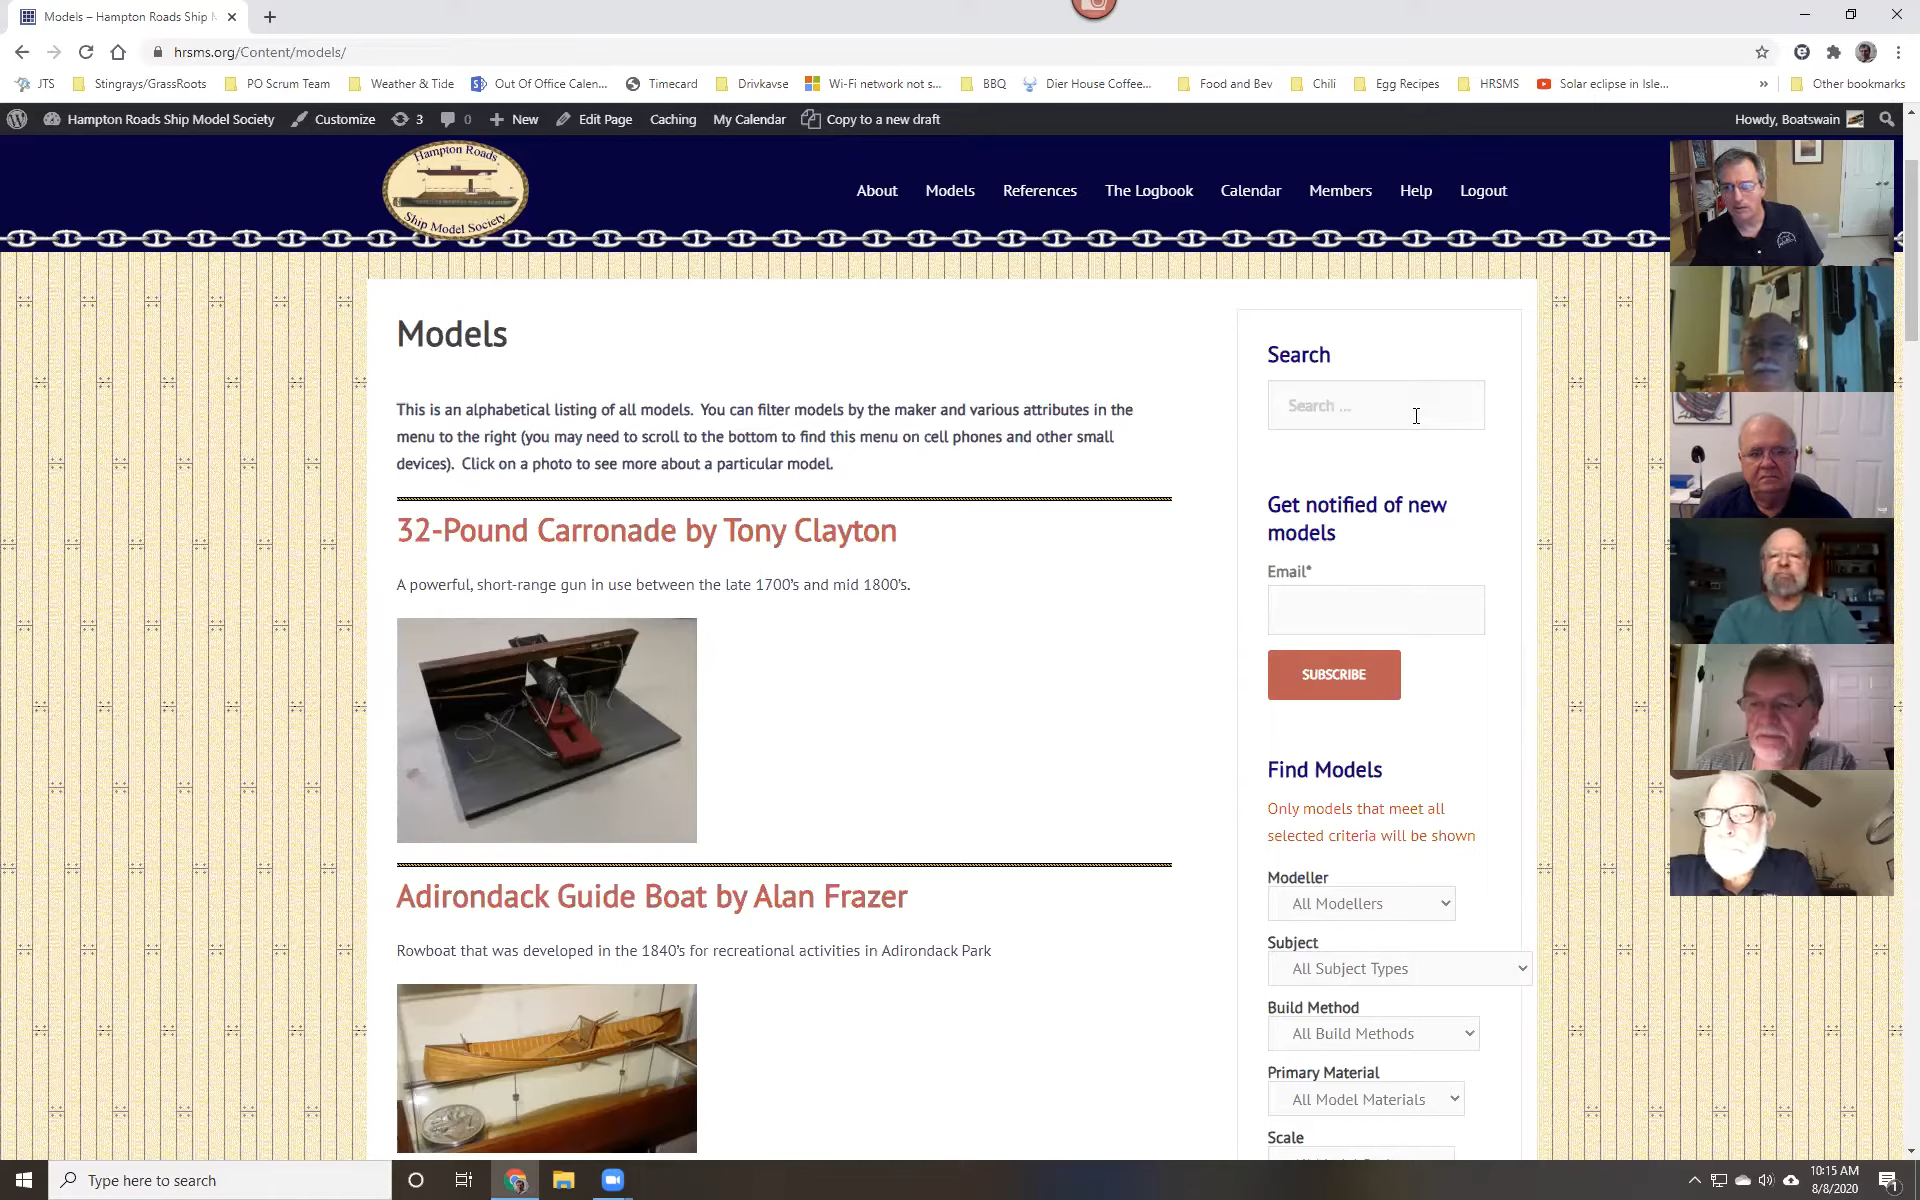 Models – Hampton Roads Ship M
hrsms.org/Content/models/
JTS
Stingrays/GrassRoots
PO Scrum Team
Weather & Tide
Out Of Office Calen...
Timecard
Drivkavse
Wi-Fi network not s...
BBQ
Dier House Coffee...
Food and Bev
Chili
Egg Recipes
HRSMS
Solar eclipse in Isle...
»
Other bookmarks
Hampton Roads Ship Model Society
Customize
3
0
New
Edit Page
Caching
My Calendar
Copy to a new draft
Howdy, Boatswain
Hampton Roads
Ship Model Society
About
Models
References
The Logbook
Calendar
Members
Help
Logout
Models
This is an alphabetical listing of all models. You can filter models by the maker and various attributes in the
menu to the right (you may need to scroll to the bottom to find this menu on cell phones and other small
devices). Click on a photo to see more about a particular model.
32-Pound Carronade by Tony Clayton
A powerful, short-range gun in use between the late 1700's and mid 1800's.
Adirondack Guide Boat by Alan Frazer
Rowboat that was developed in the 1840's for recreational activities in Adirondack Park
Search
Search ...
Get notified of new
models
Email*
SUBSCRIBE
Find Models
Only models that meet all
selected criteria will be shown
Modeller
All Modellers
Subject
All Subject Types
Build Method
All Build Methods
Primary Material
All Model Materials
Scale
Type here to search
10:15 AM
8/8/2020
1